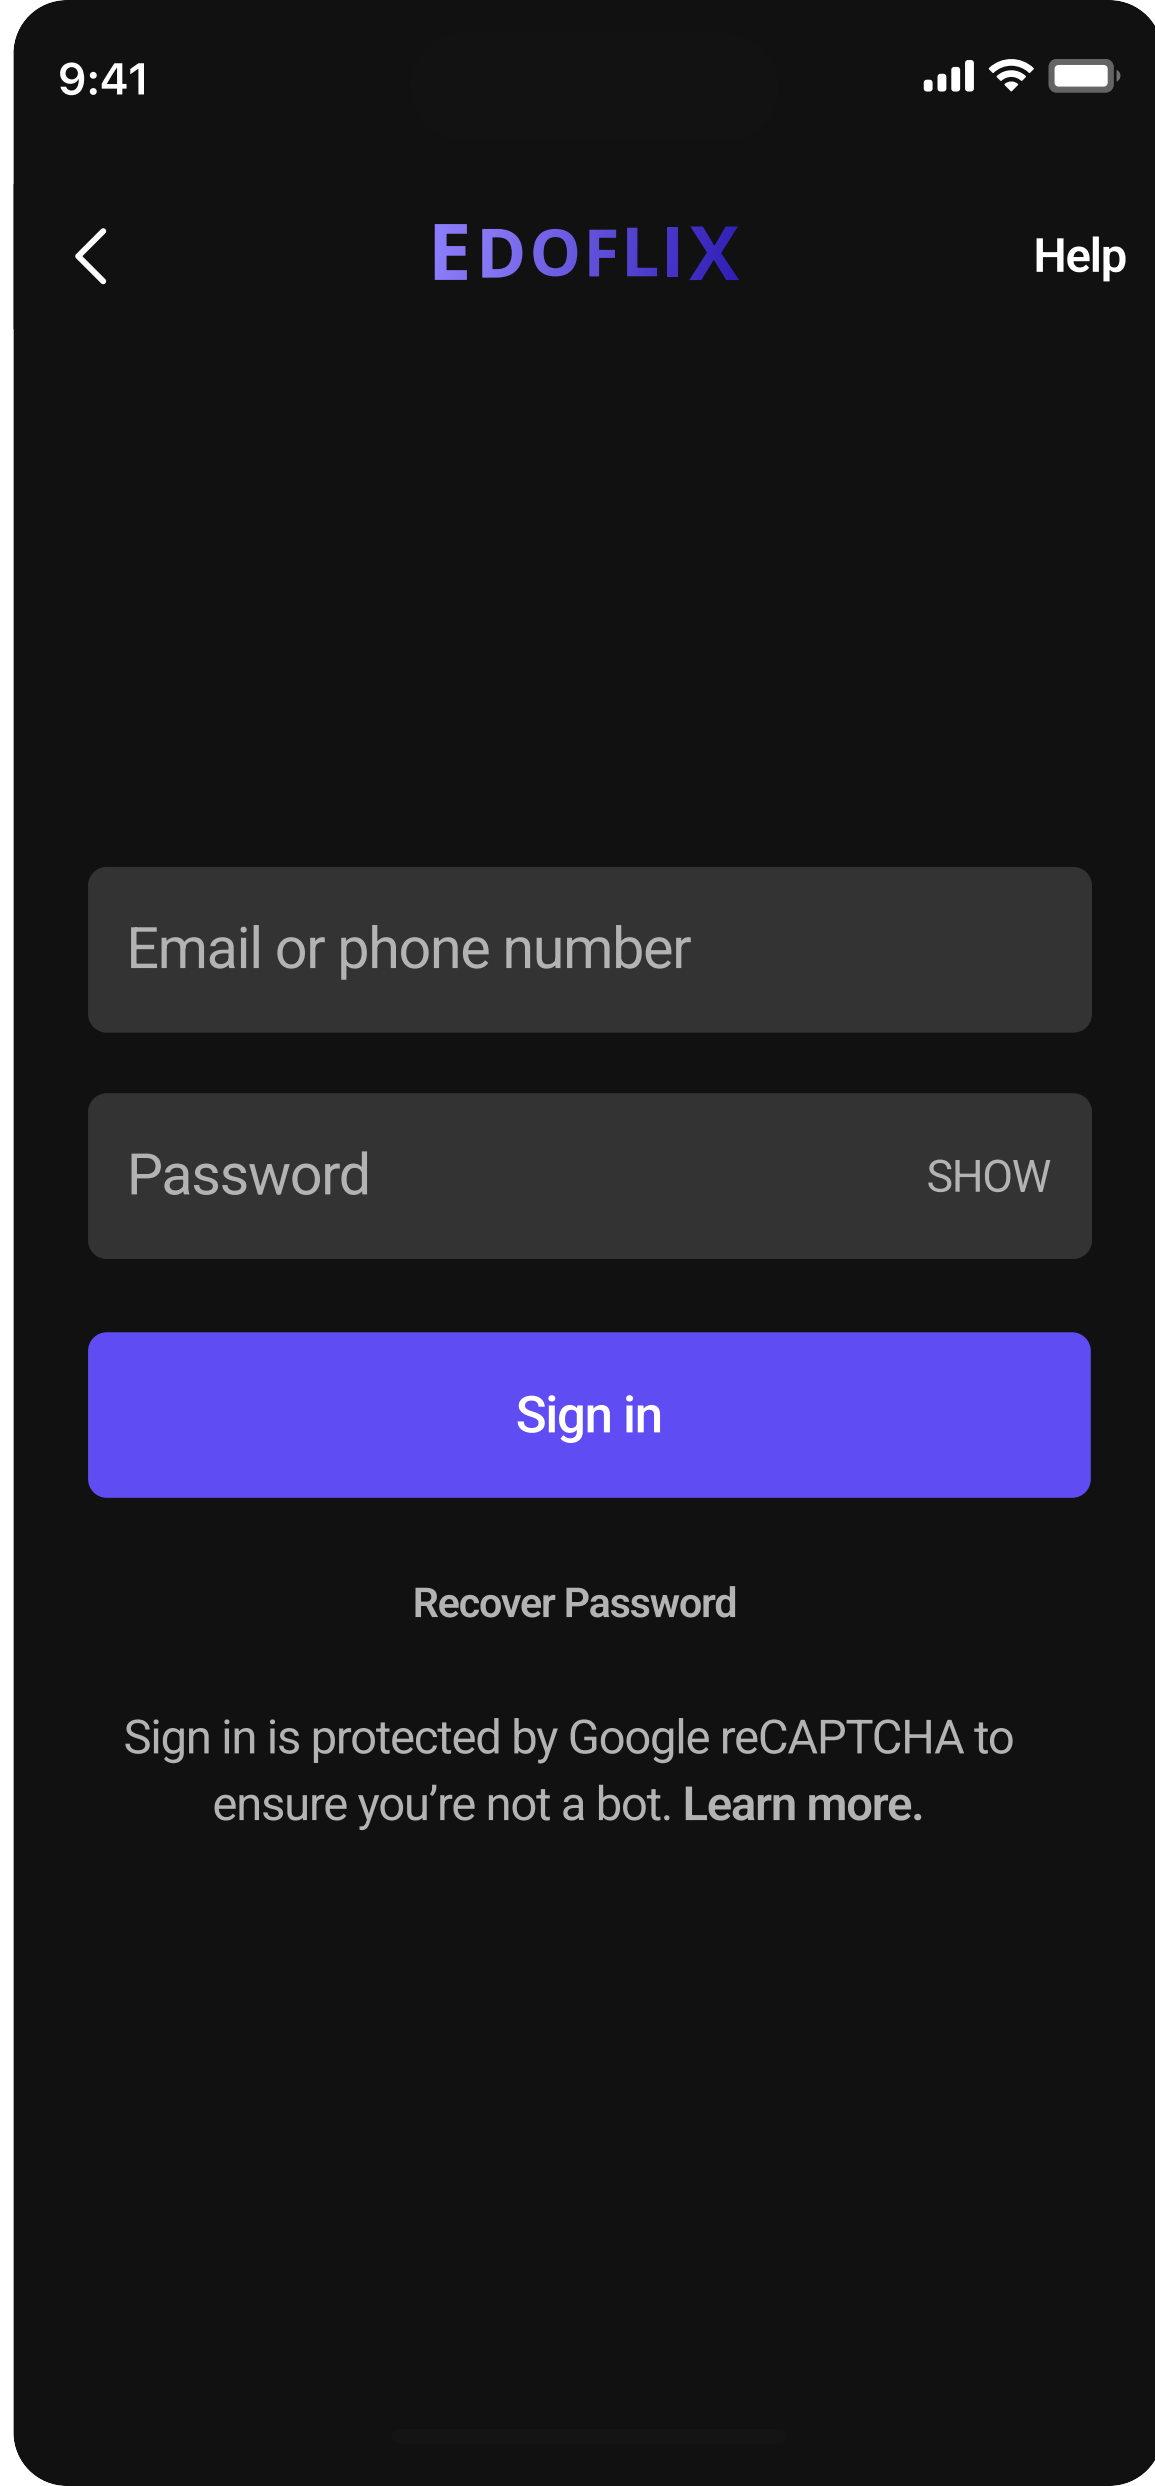 9:41
EDOFLIX
Help
Email or phone number
Password
SHOW
Sign in
Recover Password
Sign in is protected by Google reCAPTCHA to
ensure you’re not a bot. Learn more.